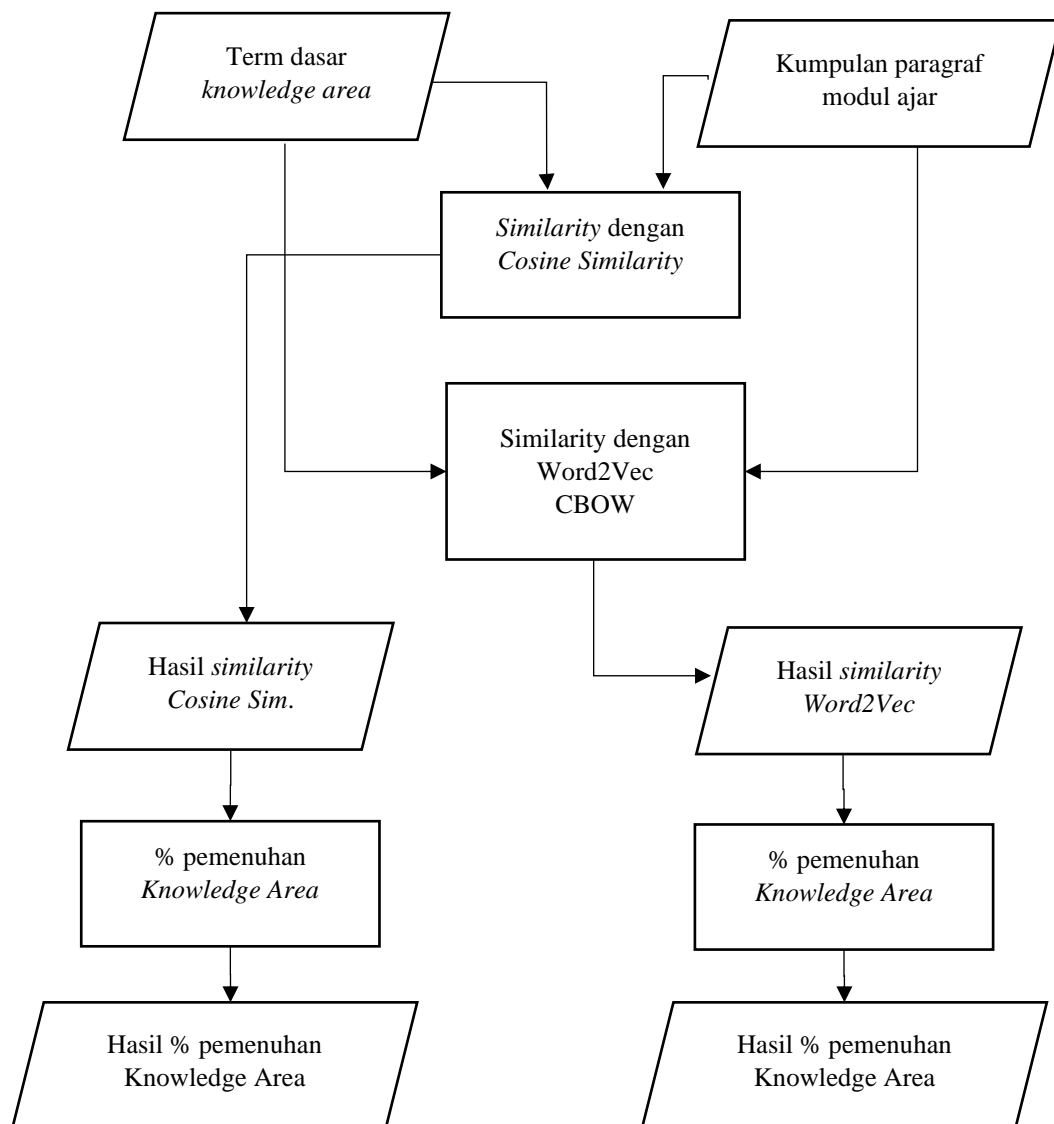 Term dasar
knowledge area
Kumpulan paragraf
modul ajar
Similarity dengan
Cosine Similarity
Similarity dengan
Word2Vec
CBOW
Hasil similarity
Cosine Sim.
Hasil similarity
Word2Vec
% pemenuhan
Knowledge Area
% pemenuhan
Knowledge Area
Hasil % pemenuhan
Knowledge Area
Hasil % pemenuhan
Knowledge Area